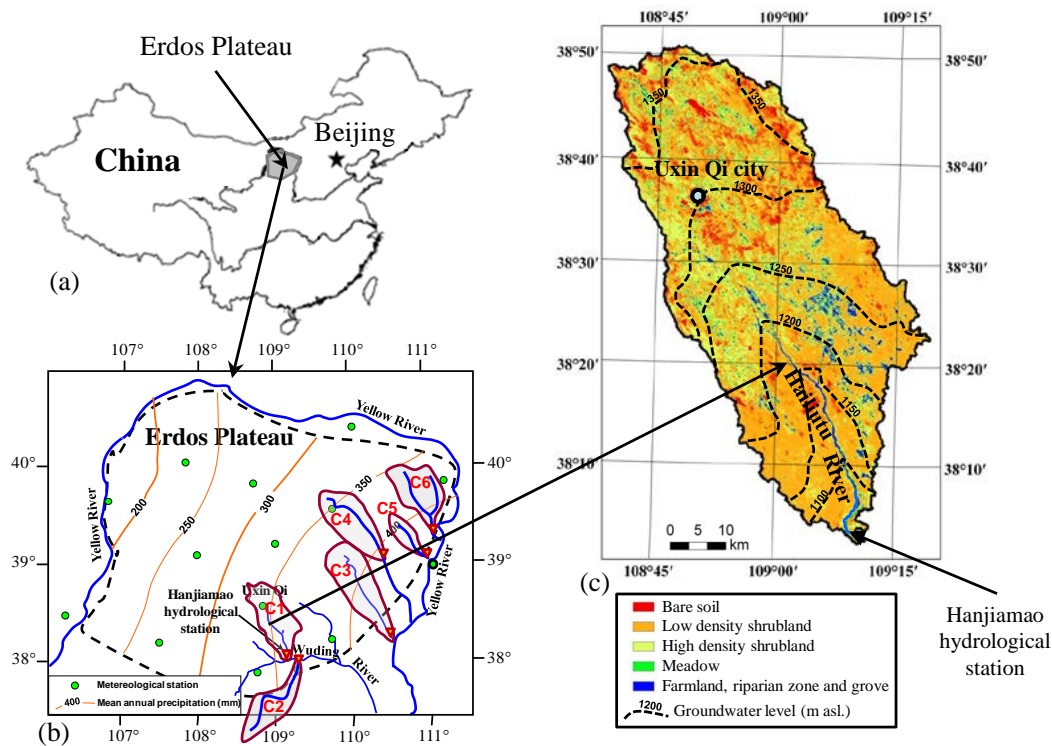 Erdos Plateau
Beijing
China
(a)
107° 108° 109° 110° 111°
Yellow River
Erdos Plateau
40° 40°
Yellow River
200
250
300
350
400
C6
C5
C4
39° 39°
C3
Yellow River
Uxin Qi
C1
Hanjiamao
hydrological
station
Wuding
River
38° 38°
C2
Metereological station
400 Mean annual precipitation (mm)
107° 108° 109° 110° 111°
(b)
108°45′ 109°00′ 109°15′
38°50′ 38°50′
1350 1350
38°40′ 38°40′
Uxin Qi city
1300
38°30′ 38°30′
1250
1200
38°20′ 38°20′
Hailiutu River
1150
38°10′ 38°10′
1100
0 5 10
km
108°45′ 109°00′ 109°15′
(c)
Bare soil
Low density shrubland
High density shrubland
Meadow
Farmland, riparian zone and grove
1200 Groundwater level (m asl.)
Hanjiamao
hydrological
station